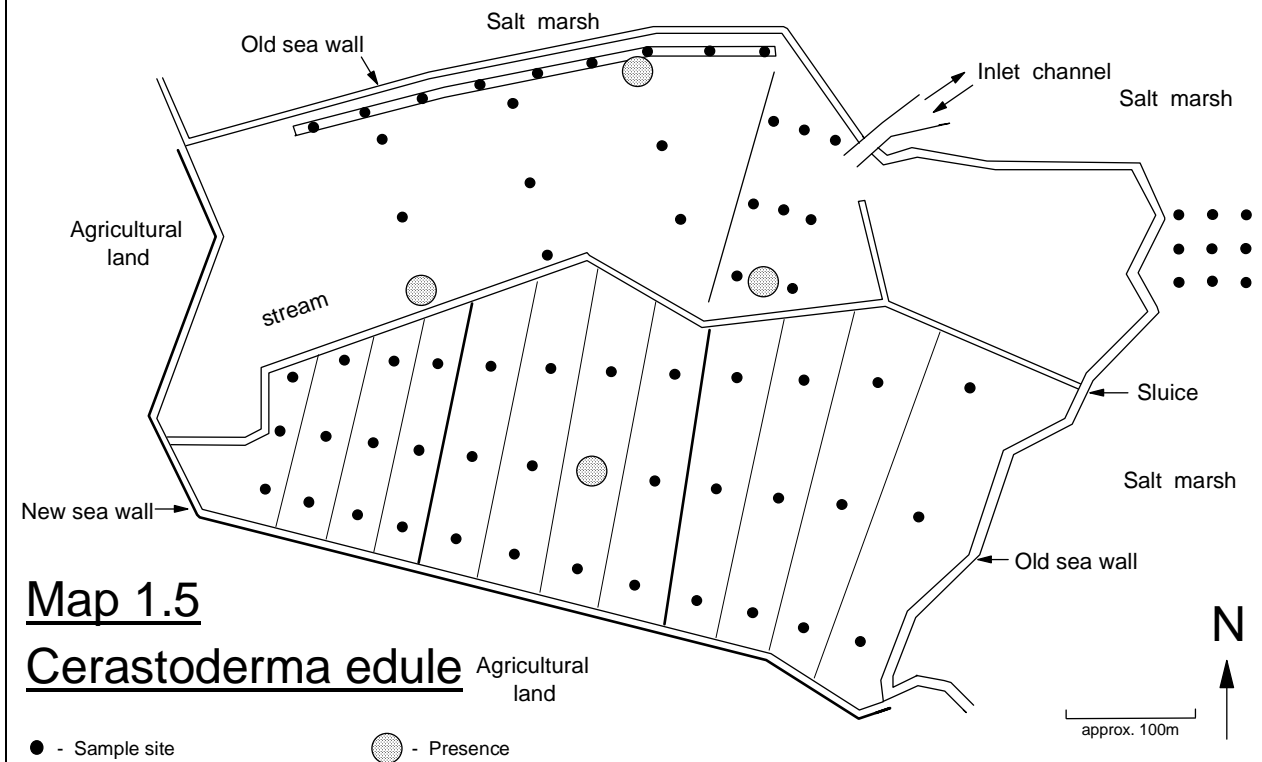 Salt marsh
Old sea wall
Inlet channel
Salt marsh
Agricultural
land
stream
Sluice
Salt marsh
New sea wall
Old sea wall
Map 1.5
Cerastoderma edule
Agricultural
land
N
approx. 100m
- Sample site
- Presence